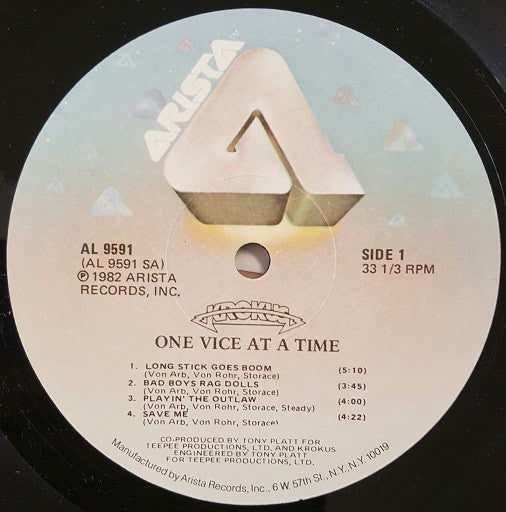 ARISTA
AL 9591
(AL 9591 SA)
℗ 1982 ARISTA
RECORDS, INC.
SIDE 1
33 1/3 RPM
KROKUS
ONE VICE AT A TIME
1. LONG STICK GOES BOOM (5:10)
(Von Arb, Von Rohr, Storace)
2. BAD BOYS RAG DOLLS (3:45)
(Von Arb, Von Rohr, Storace)
3. PLAYIN' THE OUTLAW (4:00)
(Von Arb, Von Rohr, Storace, Steady)
4. SAVE ME (4:22)
(Von Arb, Von Rohr, Storace)
CO-PRODUCED BY TONY PLATT FOR
TEEPEE PRODUCTIONS, LTD, AND KROKUS
ENGINEERED BY TONY PLATT
FOR TEEPEE PRODUCTIONS, LTD.
Manufactured by Arista Records, Inc., 6 W. 57th St., N.Y., N.Y. 10019